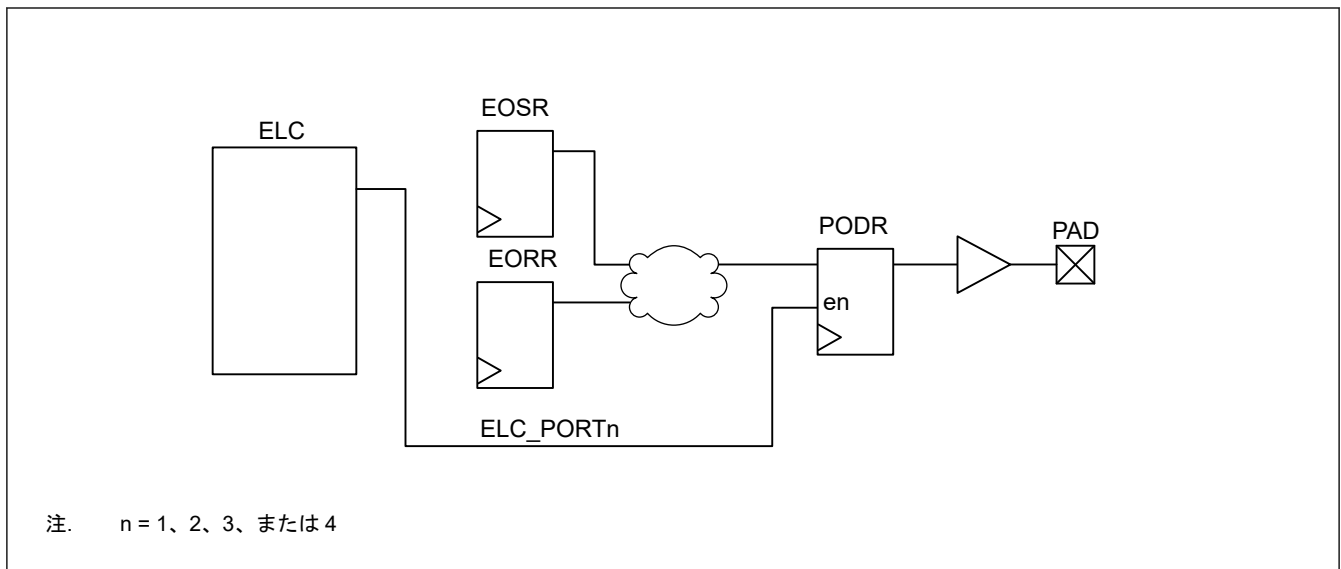 ELC
EOSR
EORR
PODR
en
PAD
ELC_PORTn
注. n = 1、2、3、または 4